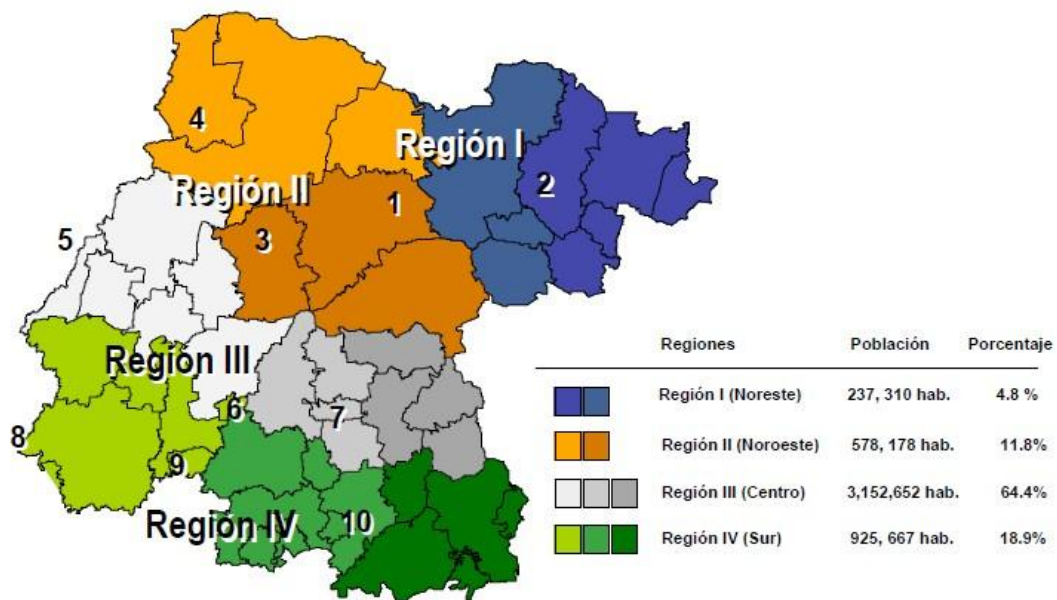 4
Región I
2
Región II
1
5
3
Región III
6
7
8
9
Región IV
10
Regiones Población Porcentaje
Región I (Noreste) 237, 310 hab. 4.8 %
Región II (Noroeste) 578, 178 hab. 11.8%
Región III (Centro) 3,152,652 hab. 64.4%
Región IV (Sur) 925, 667 hab. 18.9%